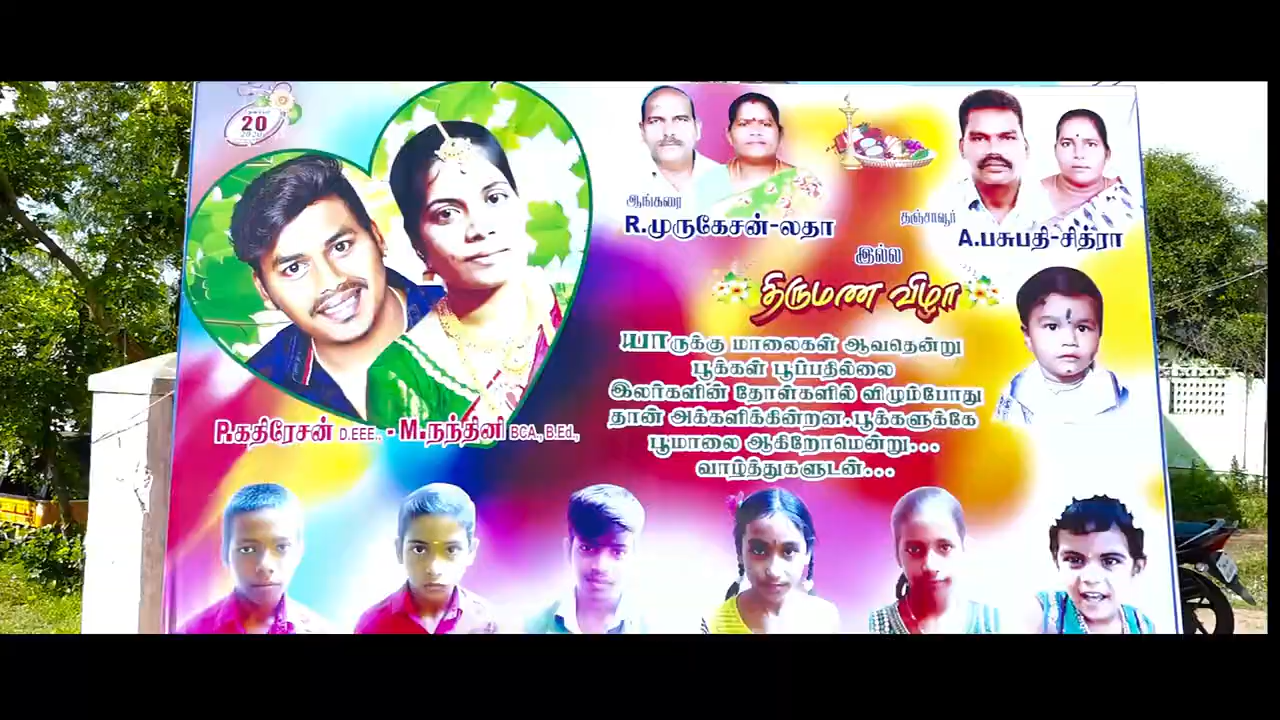 20
2020
P.கதிரேசன் D.EEE., - M.நந்தினி BCA., B.Ed.,
ஆங்கரை
R.முருகேசன்-லதா
தஞ்சாவூர்
A.பசுபதி-சித்ரா
இல்ல
திருமண விழா
யாருக்கு மாலைகள் ஆவதென்று
பூக்கள் பூப்பதில்லை
இவர்களின் தோள்களில் விழும்போது
தான் அக்களிக்கின்றன.பூக்களுக்கே
பூமாலை ஆகிறோமென்று...
வாழ்த்துகளுடன்...